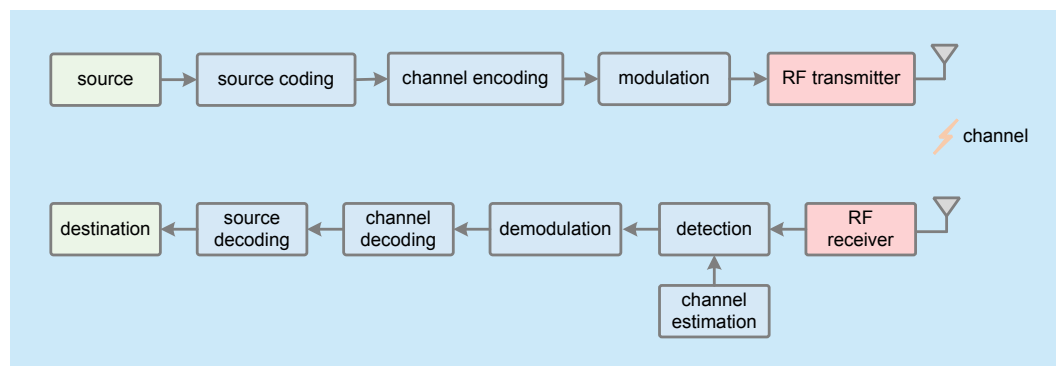 source
source coding
channel encoding
modulation
RF transmitter
channel
destination
source
decoding
channel
decoding
demodulation
detection
RF
receiver
channel
estimation